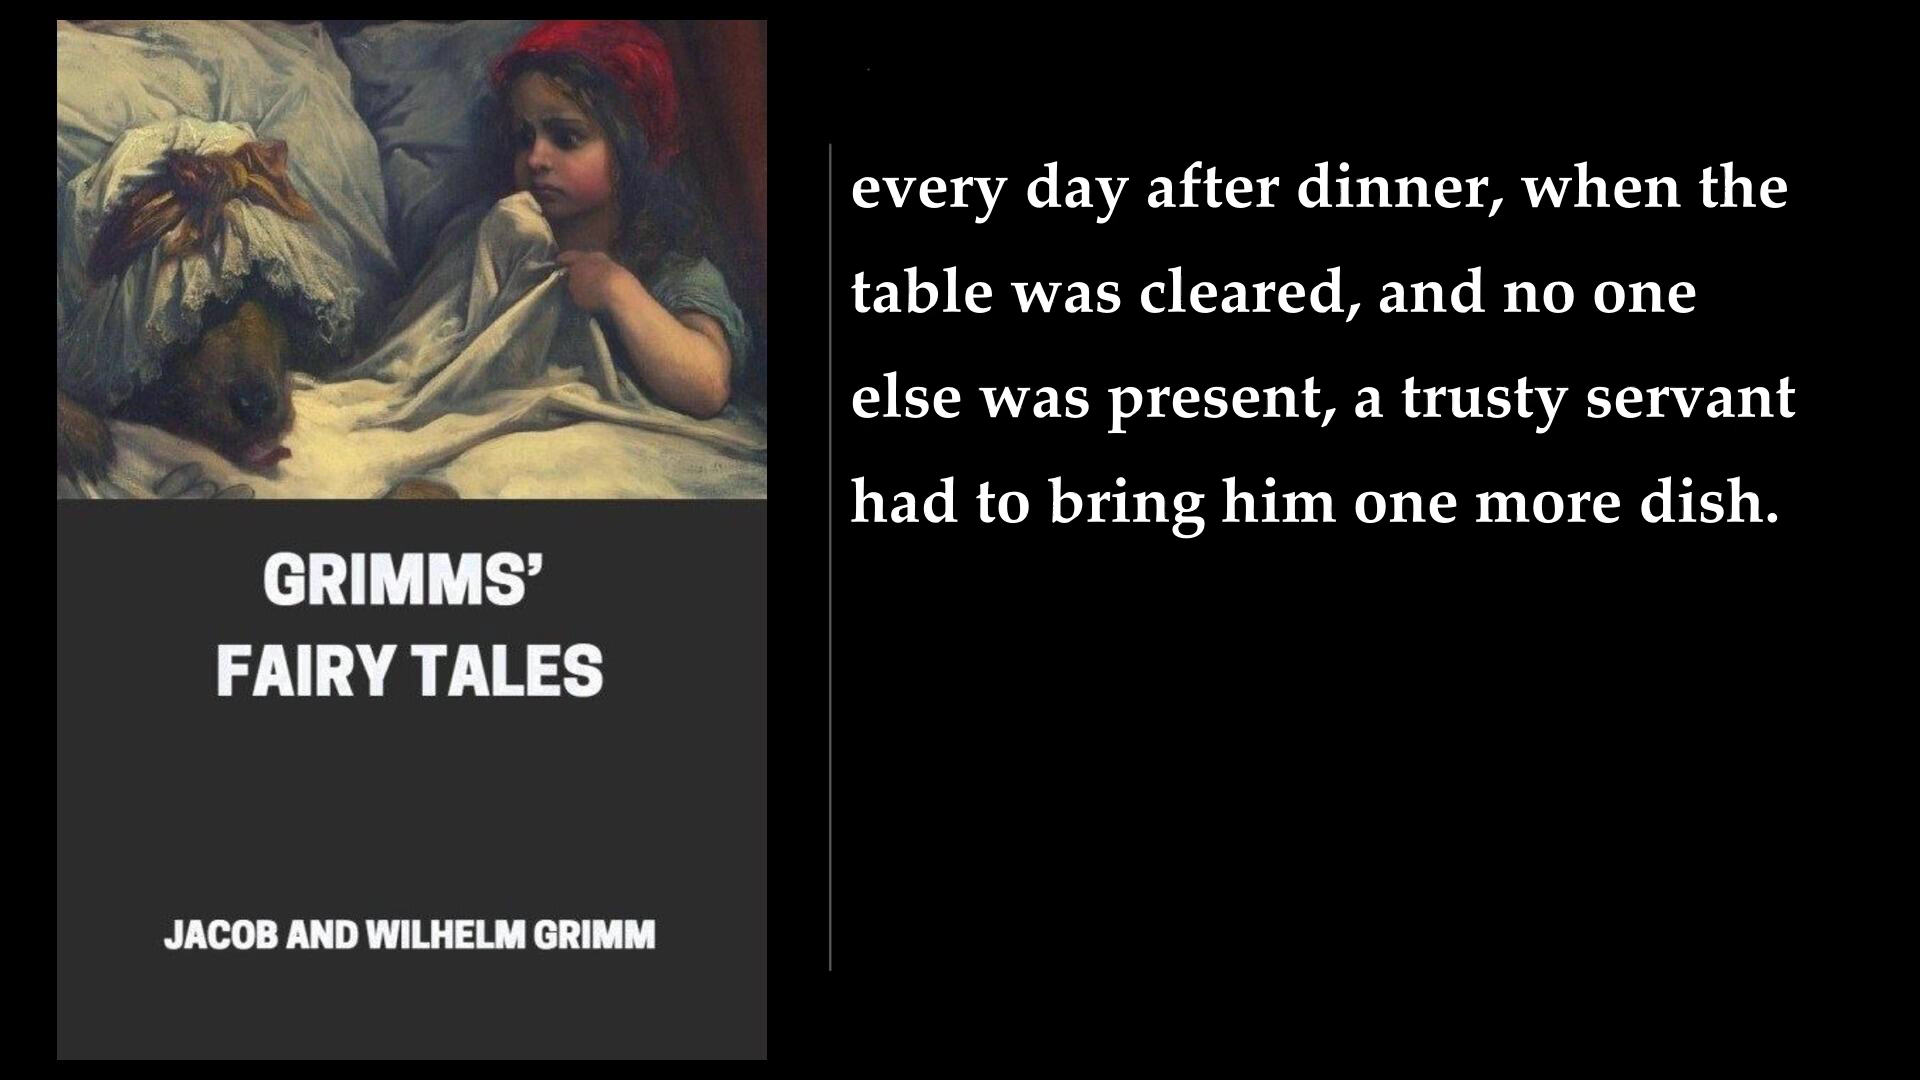 GRIMMS’
FAIRY TALES
JACOB AND WILHELM GRIMM
every day after dinner, when the
table was cleared, and no one
else was present, a trusty servant
had to bring him one more dish.